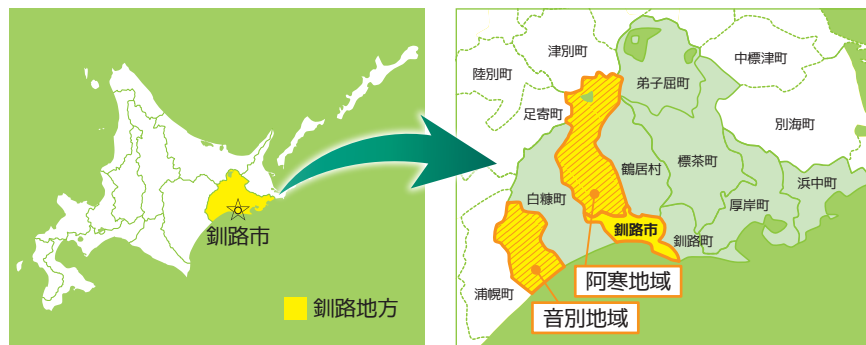 釧路市
釧路地方
津別町
陸別町
足寄町
弟子屈町
中標津町
別海町
標茶町
鶴居村
浜中町
厚岸町
白糠町
釧路市
釧路町
浦幌町
阿寒地域
音別地域